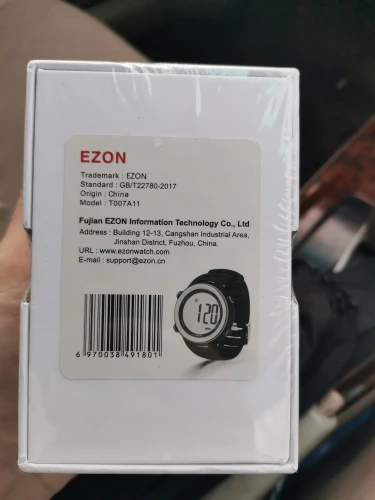 EZON
Trademark : EZON
Standard : GB/T22780-2017
Origin : China
Model : T007A11
Fujian EZON Information Technology Co., Ltd
Address : Building 12-13, Cangshan Industrial Area,
Jinshan District, Fuzhou, China.
URL : www.ezonwatch.com
E-mail : support@ezon.cn
120
6 970038 491801